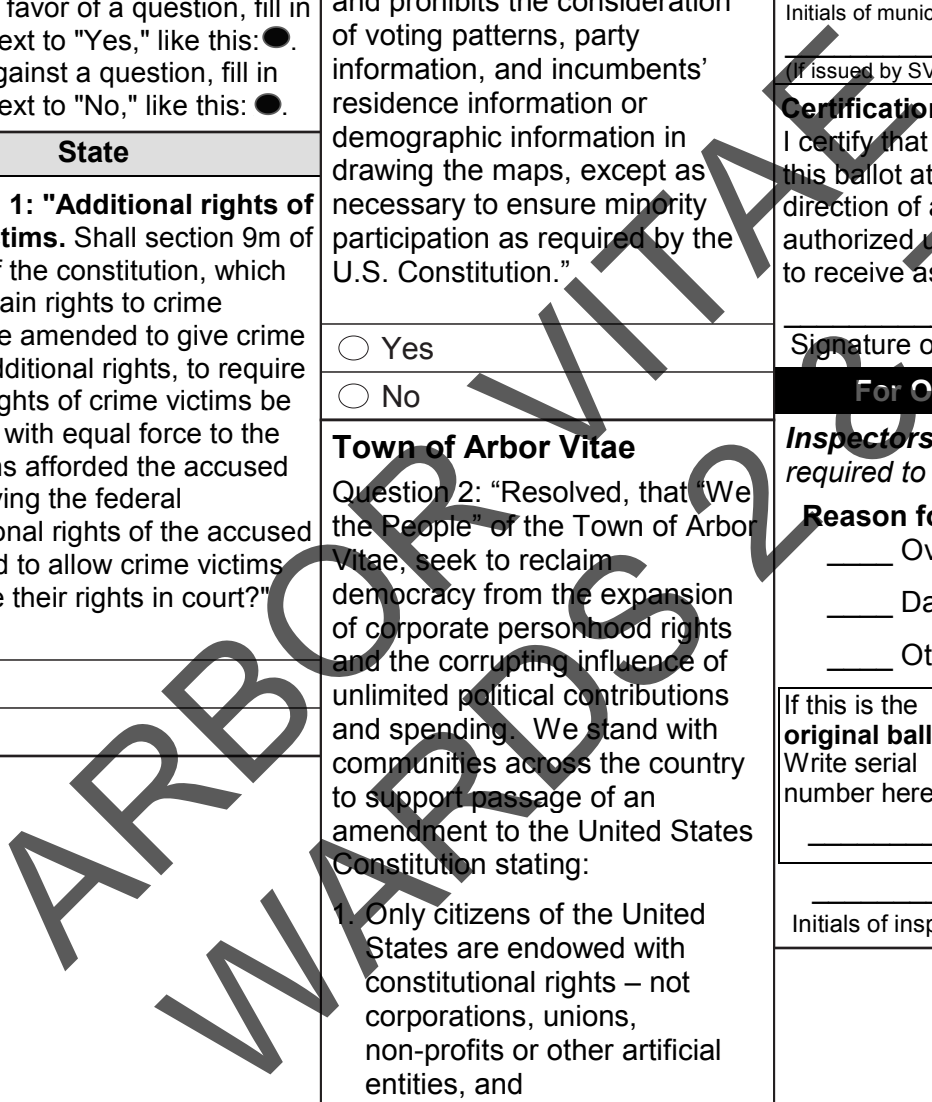 favor of a question, fill in
ext to "Yes," like this:
gainst a question, fill in
ext to "No," like this:
State
1: "Additional rights of
tims. Shall section 9m of
f the constitution, which
ain rights to crime
e amended to give crime
dditional rights, to require
ghts of crime victims be
with equal force to the
ns afforded the accused
ving the federal
onal rights of the accused
d to allow crime victims
e their rights in court?"
and prohibits the consideration
of voting patterns, party
information, and incumbents’
residence information or
demographic information in
drawing the maps, except as
necessary to ensure minority
participation as required by the
U.S. Constitution.”
Yes
No
Town of Arbor Vitae
Question 2: “Resolved, that “We
the People” of the Town of Arbor
Vitae, seek to reclaim
democracy from the expansion
of corporate personhood rights
and the corrupting influence of
unlimited political contributions
and spending. We stand with
communities across the country
to support passage of an
amendment to the United States
Constitution stating:
1. Only citizens of the United
States are endowed with
constitutional rights – not
corporations, unions,
non-profits or other artificial
entities, and
Initials of munic
(If issued by SV
Certification
I certify that
this ballot at
direction of a
authorized u
to receive as
Signature o
For O
Inspectors
required to
Reason fo
____ Ov
____ Da
____ Ot
If this is the
original ball
Write serial
number here
Initials of insp
ARBOR VITAE
WARDS 2 &